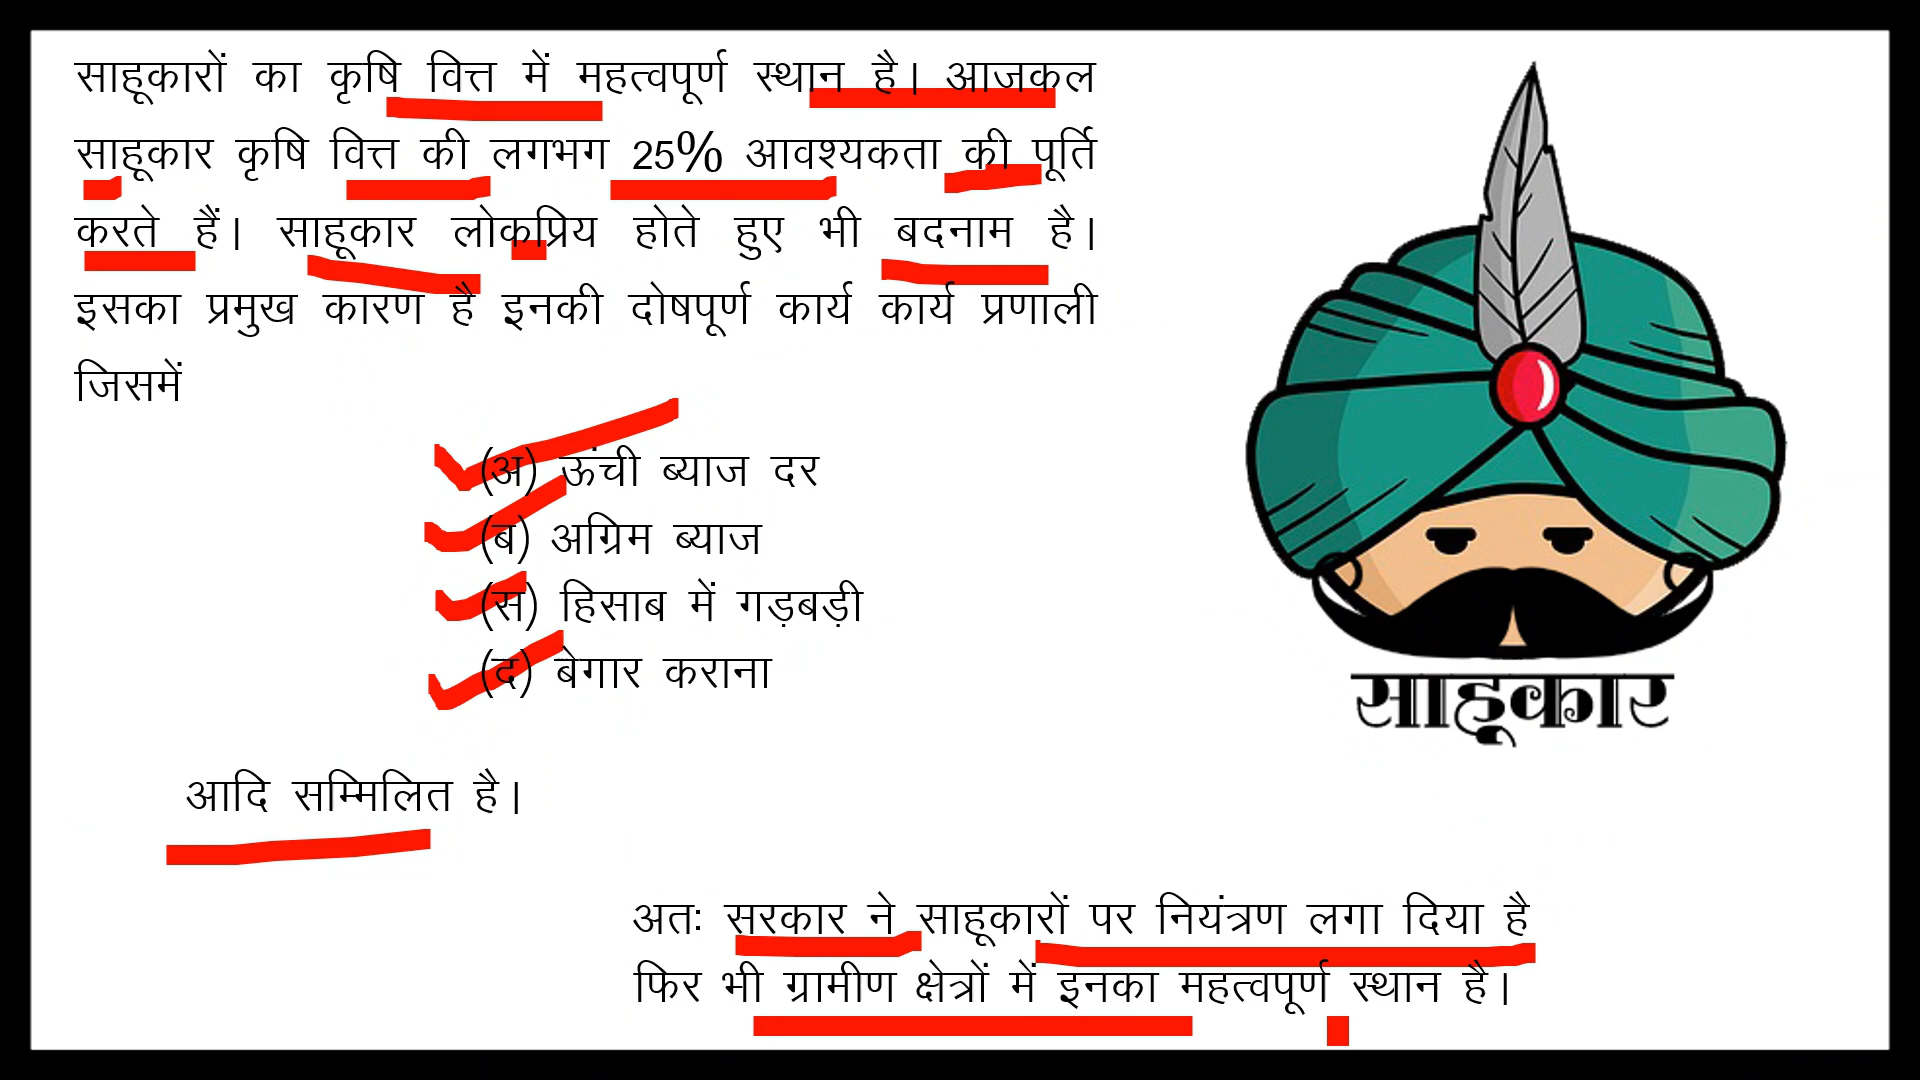 साहूकारों का कृषि वित्त में महत्वपूर्ण स्थान है। आजकल
साहूकार कृषि वित्त की लगभग 25% आवश्यकता की पूर्ति
करते हैं। साहूकार लोकप्रिय होते हुए भी बदनाम है।
इसका प्रमुख कारण है इनकी दोषपूर्ण कार्य कार्य प्रणाली
जिसमें
(अ) ऊंची ब्याज दर
(ब) अग्रिम ब्याज
(स) हिसाब में गड़बड़ी
(द) बेगार कराना
साहूकार
आदि सम्मिलित है।
अतः सरकार ने साहूकारों पर नियंत्रण लगा दिया है
फिर भी ग्रामीण क्षेत्रों में इनका महत्वपूर्ण स्थान है।